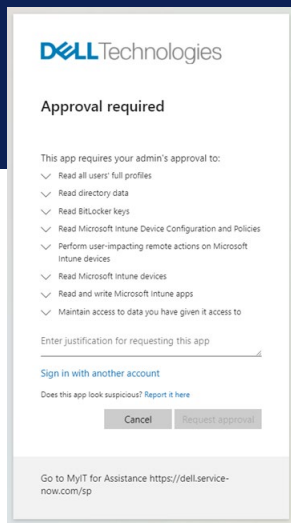 DELLTechnologies
Approval required
This app requires your admin's approval to:
Read all users' full profiles
Read directory data
Read BitLocker keys
Read Microsoft Intune Device Configuration and Policies
Perform user-impacting remote actions on Microsoft
Intune devices
Read Microsoft Intune devices
Read and write Microsoft Intune apps
Maintain access to data you have given it access to
Enter justification for requesting this app
Sign in with another account
Does this app look suspicious? Report it here
Cancel
Request approval
Go to MyIT for Assistance https://dell.service-
now.com/sp